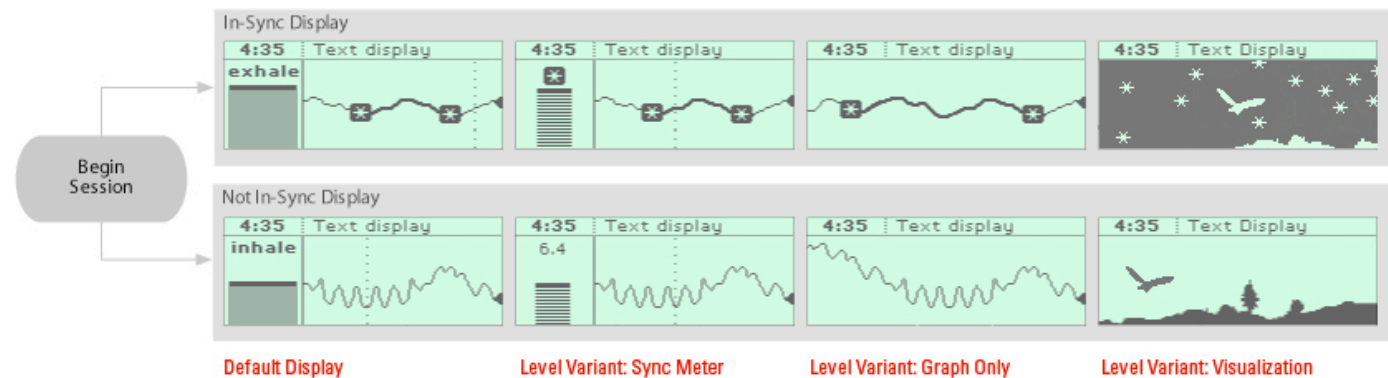 In-Sync Display
4:35 Text display
exhale
4:35 Text display
4:35 Text display
4:35 Text Display
Begin
Session
Not In-Sync Display
4:35 Text display
inhale
4:35 Text display
6.4
4:35 Text display
4:35 Text Display
Default Display
Level Variant: Sync Meter
Level Variant: Graph Only
Level Variant: Visualization